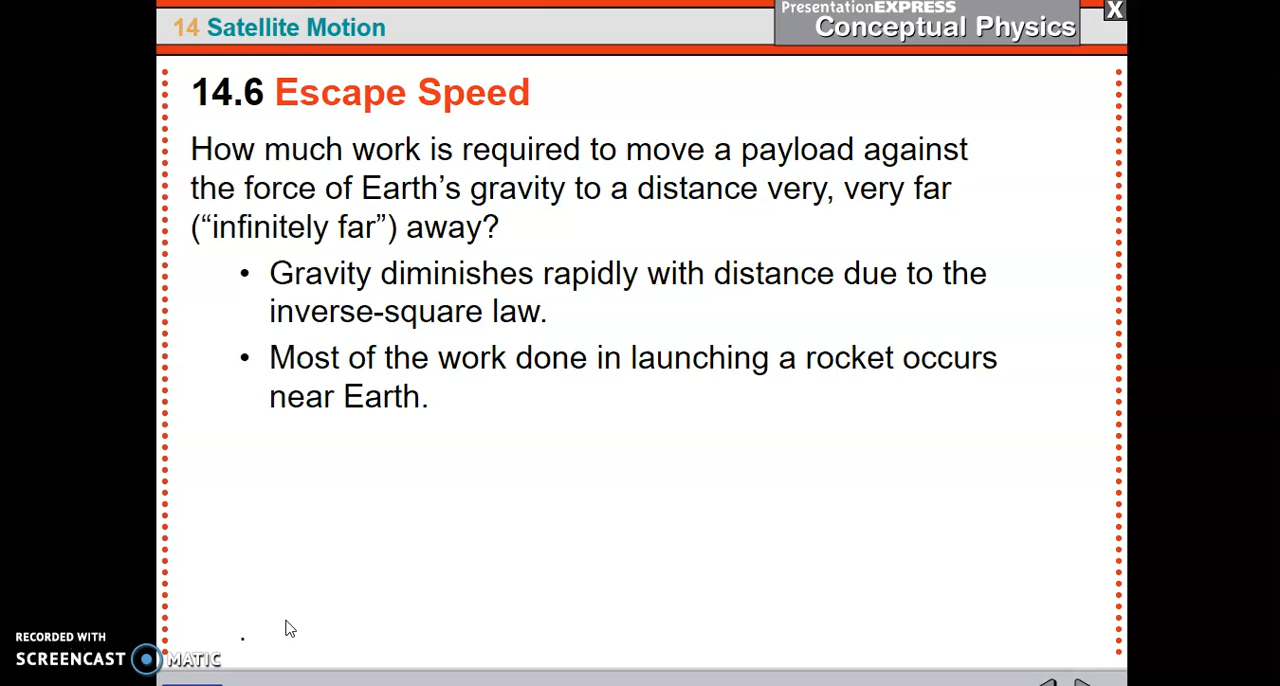 14 Satellite Motion
PresentationEXPRESS
Conceptual Physics
X
14.6 Escape Speed
How much work is required to move a payload against
the force of Earth’s gravity to a distance very, very far
(“infinitely far”) away?
• Gravity diminishes rapidly with distance due to the
inverse-square law.
• Most of the work done in launching a rocket occurs
near Earth.
.
RECORDED WITH
SCREENCAST MATIC